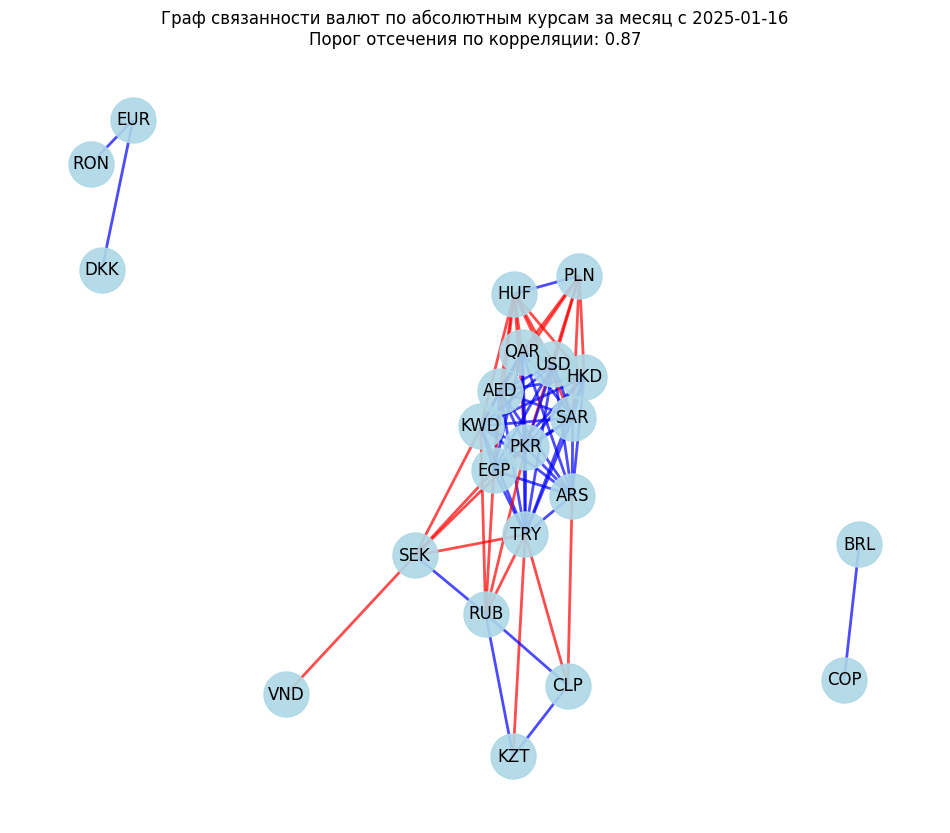 Граф связанности валют по абсолютным курсам за месяц с 2025-01-16
Порог отсечения по корреляции: 0.87
EUR
RON
DKK
PLN
HUF
QAR
USD
HKD
AED
SAR
KWD
PKR
EGP
ARS
TRY
BRL
SEK
RUB
COP
CLP
VND
KZT